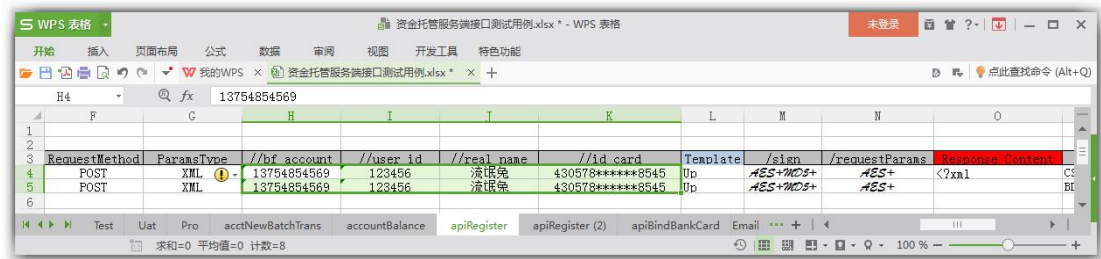 S WPS 表格 资金托管服务端接口测试用例.xlsx * - WPS 表格 未登录
开始 插入 页面布局 公式 数据 审阅 视图 开发工具 特色功能
我的WPS × 资金托管服务端接口测试用例.xlsx * × + 点此查找命令 (Alt+Q)
H4 fx 13754854569
F G H I J K L M N O
1
2
3 RequestMethod ParamsType //bf_account //user_id //real_name //id_card Template /sign /requestParams Response Content
4 POST XML 13754854569 123456 流氓兔 430578******8545 Up AES+MD5+ AES+ <?xml CS
5 POST XML 13754854569 123456 流氓兔 430578******8545 Up AES+MD5+ AES+ BD
6
Test Uat Pro acctNewBatchTrans accountBalance apiRegister apiRegister (2) apiBindBankCard Email ··· +
求和=0 平均值=0 计数=8 100 % − +